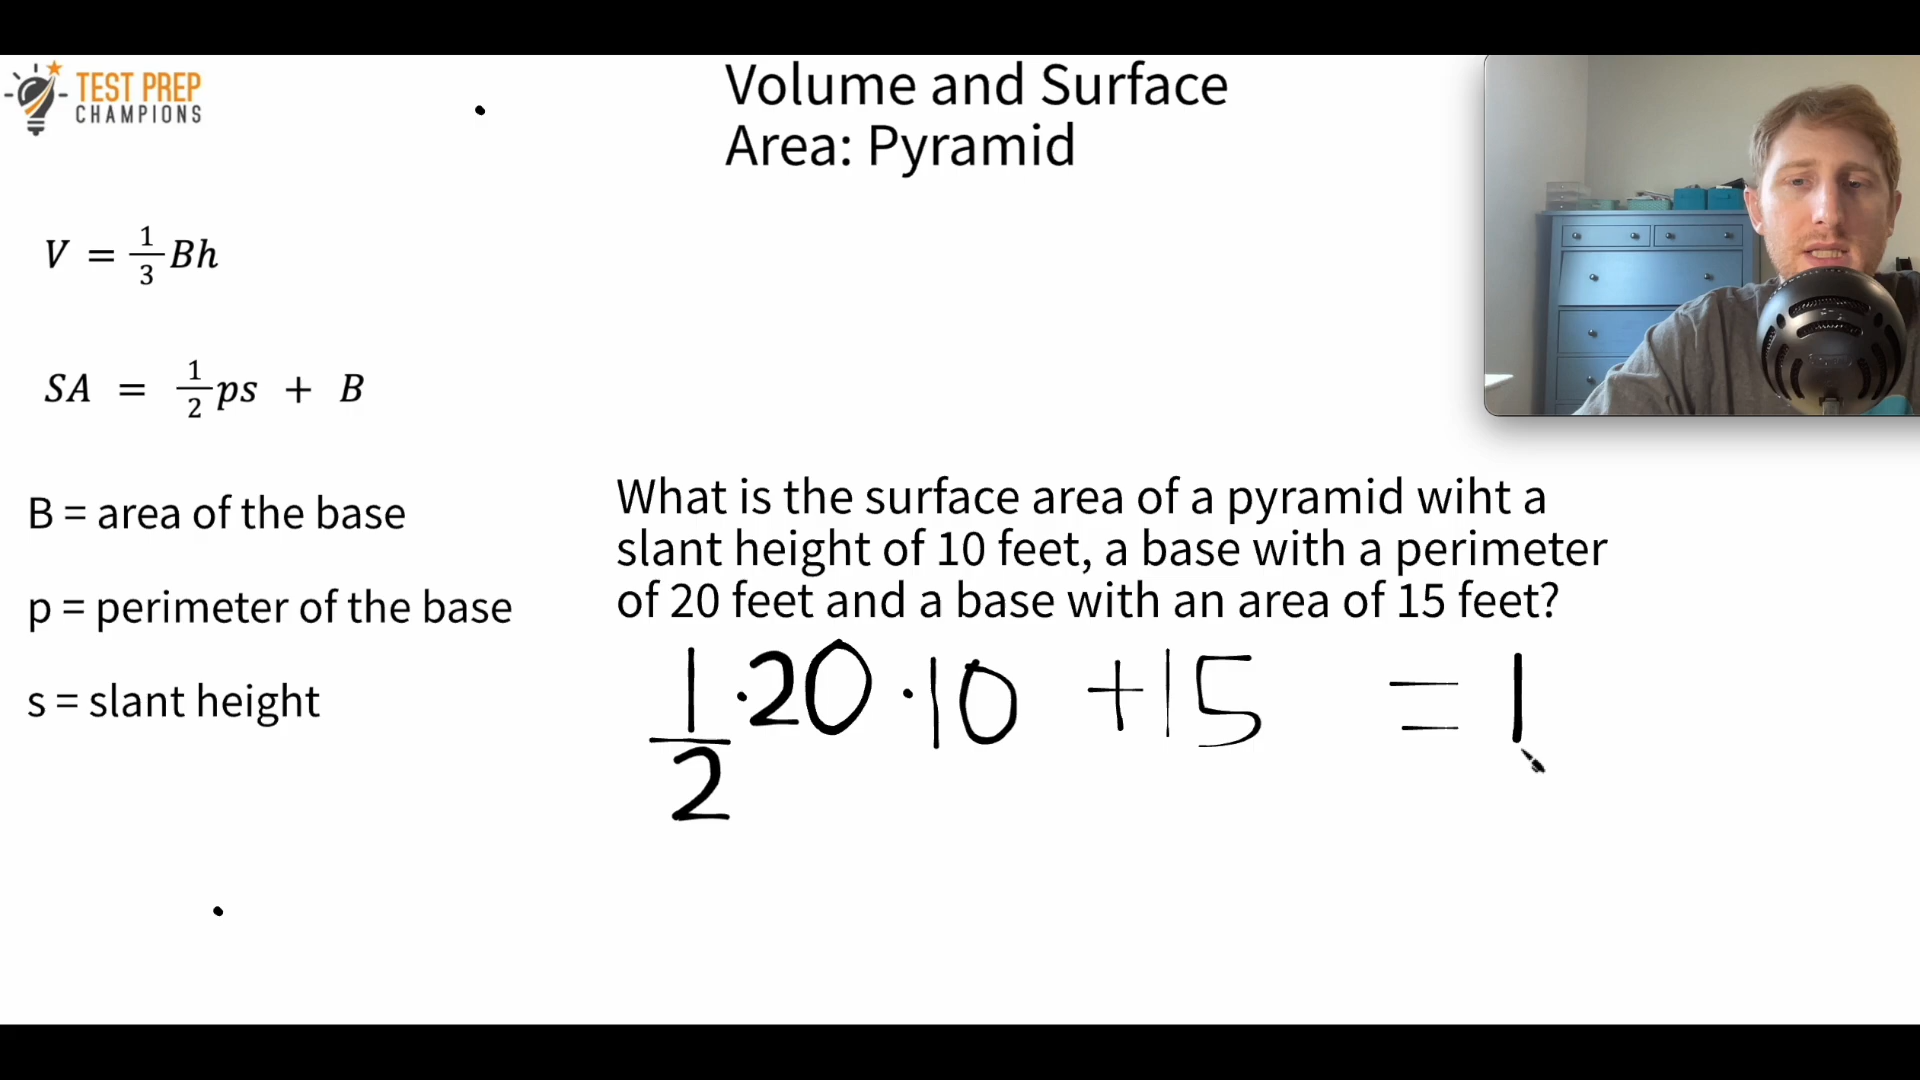 TEST PREP
CHAMPIONS
Volume and Surface
Area: Pyramid
V = 1/3 Bh
SA = 1/2 ps + B
B = area of the base
p = perimeter of the base
s = slant height
What is the surface area of a pyramid wiht a
slant height of 10 feet, a base with a perimeter
of 20 feet and a base with an area of 15 feet?
1/2 · 20 · 10 + 15 = 1